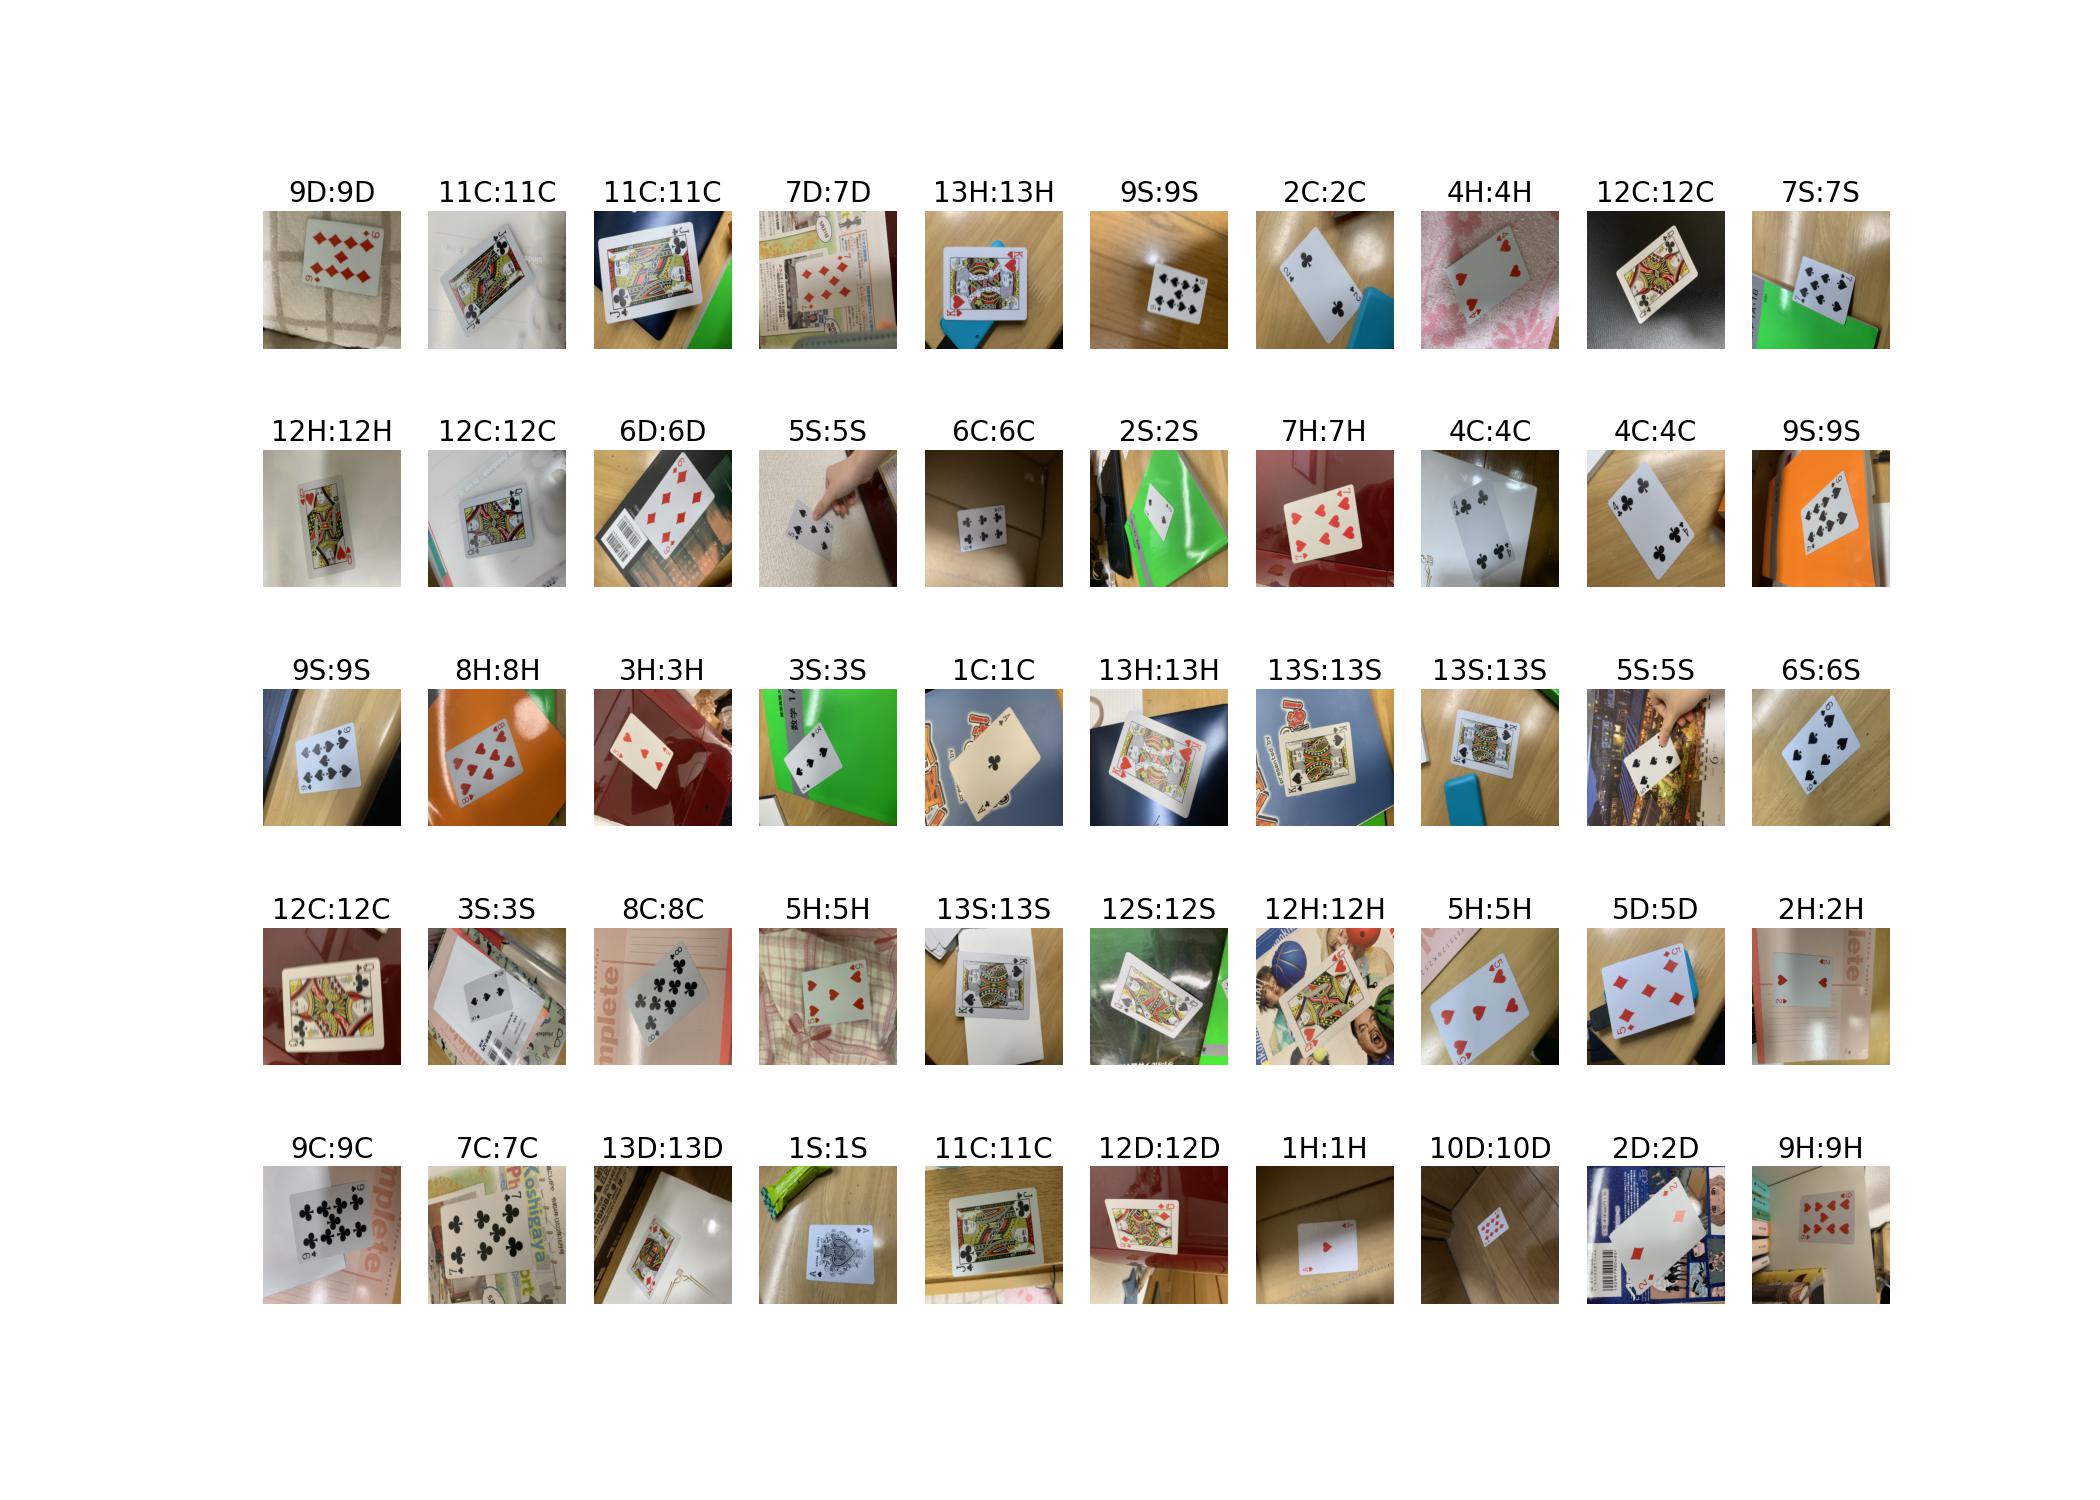 9D:9D 11C:11C 11C:11C 7D:7D 13H:13H 9S:9S 2C:2C 4H:4H 12C:12C 7S:7S
12H:12H 12C:12C 6D:6D 5S:5S 6C:6C 2S:2S 7H:7H 4C:4C 4C:4C 9S:9S
9S:9S 8H:8H 3H:3H 3S:3S 1C:1C 13H:13H 13S:13S 13S:13S 5S:5S 6S:6S
12C:12C 3S:3S 8C:8C 5H:5H 13S:13S 12S:12S 12H:12H 5H:5H 5D:5D 2H:2H
mplete
plete
9C:9C 7C:7C 13D:13D 1S:1S 11C:11C 12D:12D 1H:1H 10D:10D 2D:2D 9H:9H
mplete
Koshigaya